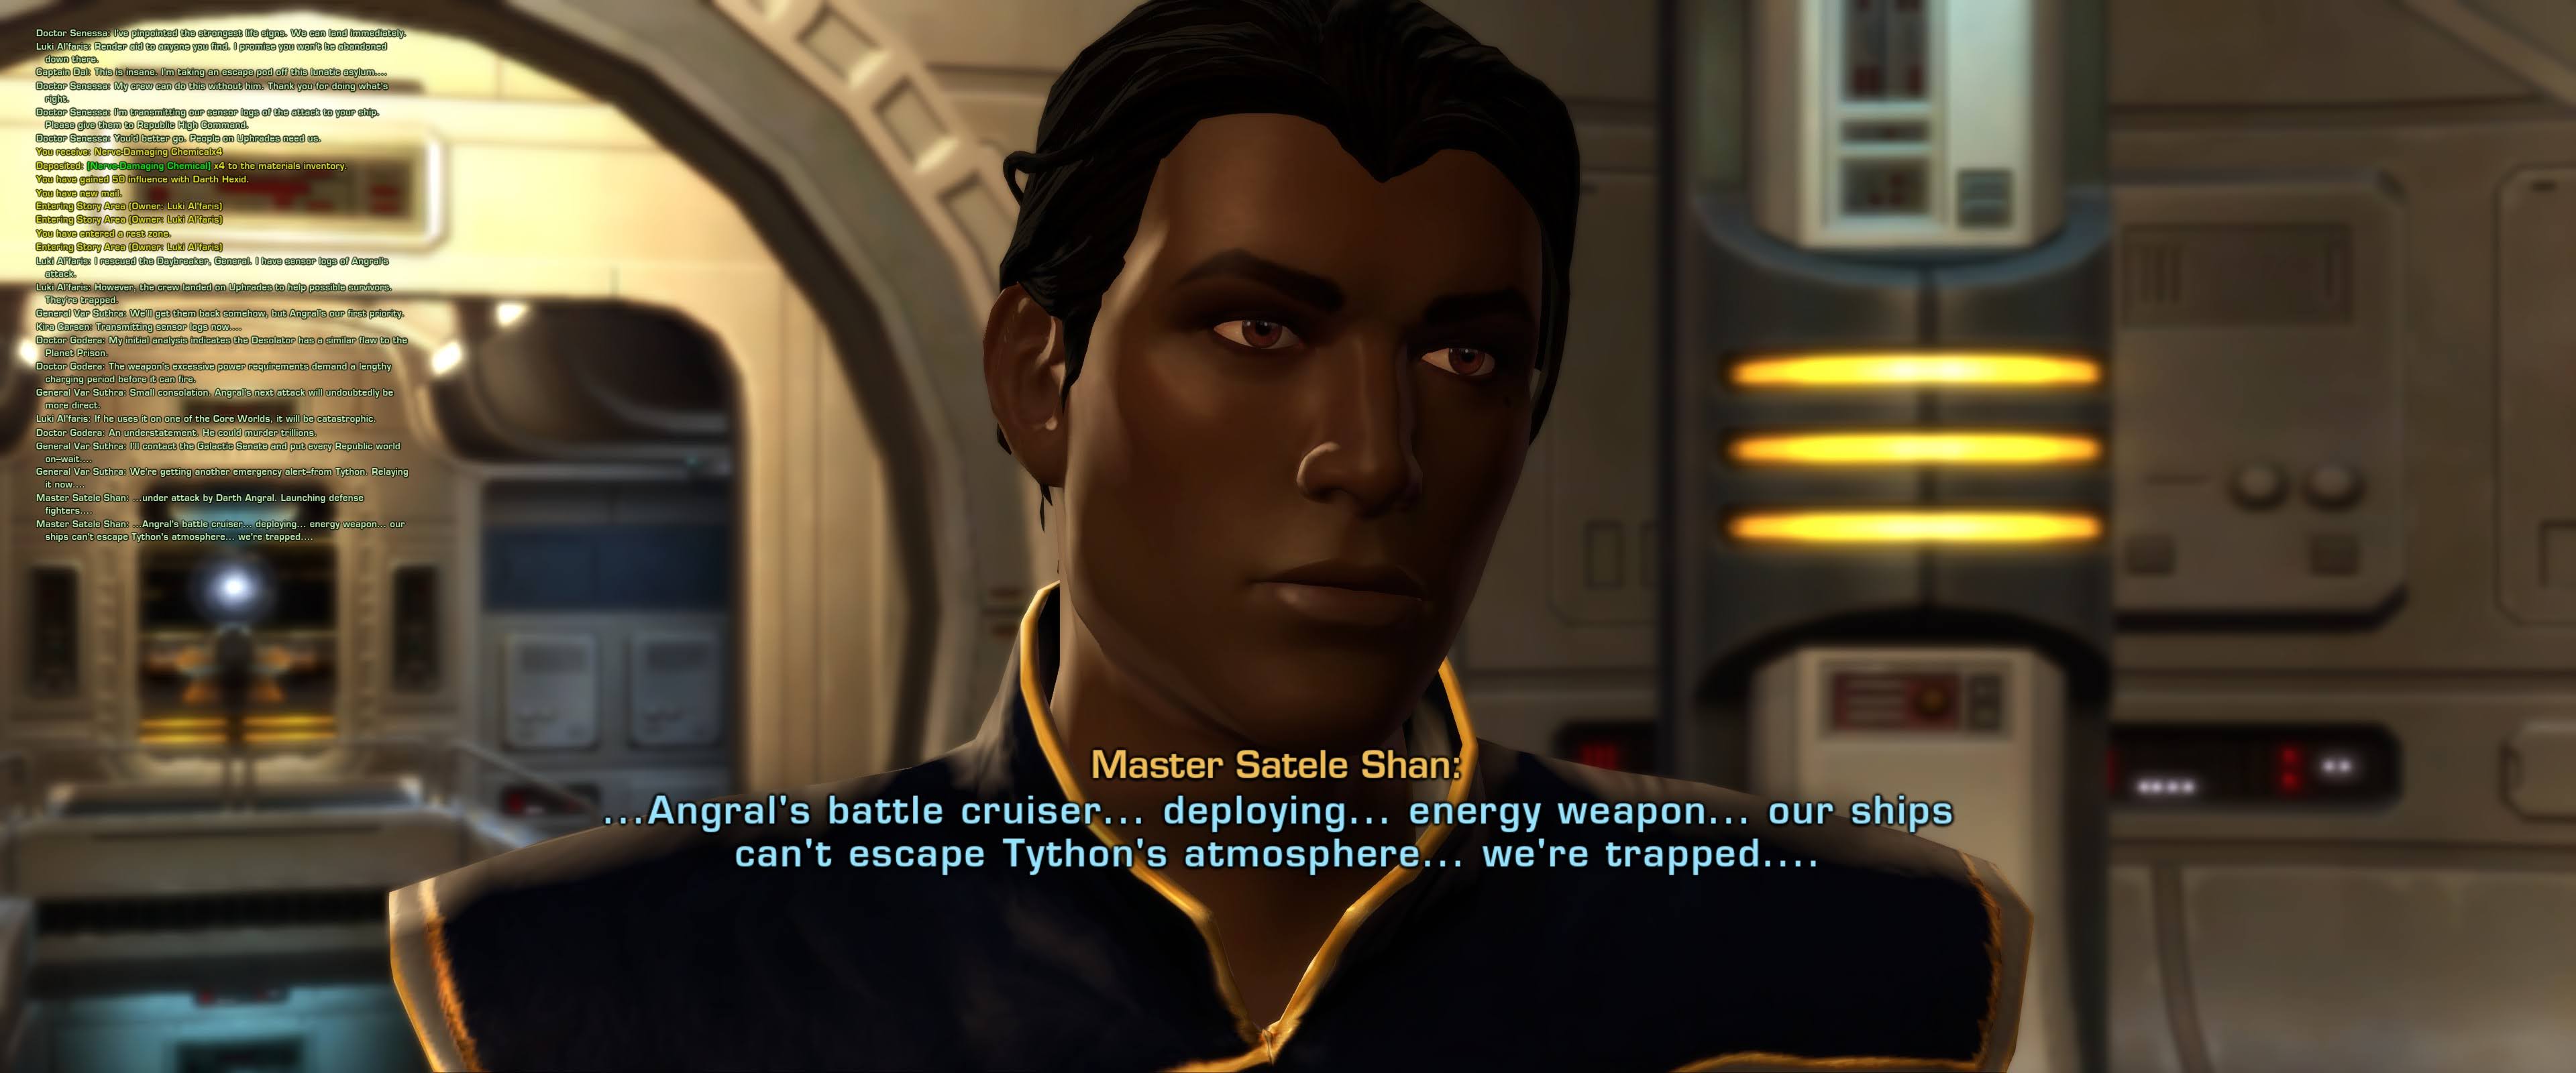 Doctor Senessa: I've pinpointed the strongest life signs. We can land immediately.
Luki Al'faris: Render aid to anyone you find. I promise you won't be abandoned
down there.
Captain Dal: This is insane. I'm taking an escape pod off this lunatic asylum....
Doctor Senessa: My crew can do this without him. Thank you for doing what's
right.
Doctor Senessa: I'm transmitting our sensor logs of the attack to your ship.
Please give them to Republic High Command.
Doctor Senessa: You'd better go. People on Uphrades need us.
You receive: Nerve-Damaging Chemicalx4
Deposited: [Nerve-Damaging Chemical] x4 to the materials inventory.
You have gained 50 influence with Darth Hexid.
You have new mail.
Entering Story Area (Owner: Luki Al'faris)
Entering Story Area (Owner: Luki Al'faris)
You have entered a rest zone.
Entering Story Area (Owner: Luki Al'faris)
Luki Al'faris: I rescued the Daybreaker, General. I have sensor logs of Angral's
attack.
Luki Al'faris: However, the crew landed on Uphrades to help possible survivors.
They're trapped.
General Var Suthra: We'll get them back somehow, but Angral's our first priority.
Kira Carsen: Transmitting sensor logs now....
Doctor Godera: My initial analysis indicates the Desolator has a similar flaw to the
Planet Prison.
Doctor Godera: The weapon's excessive power requirements demand a lengthy
charging period before it can fire.
General Var Suthra: Small consolation. Angral's next attack will undoubtedly be
more direct.
Luki Al'faris: If he uses it on one of the Core Worlds, it will be catastrophic.
Doctor Godera: An understatement. He could murder trillions.
General Var Suthra: I'll contact the Galactic Senate and put every Republic world
on–wait....
General Var Suthra: We're getting another emergency alert–from Tython. Relaying
it now....
Master Satele Shan: ...under attack by Darth Angral. Launching defense
fighters....
Master Satele Shan: ...Angral's battle cruiser... deploying... energy weapon... our
ships can't escape Tython's atmosphere... we're trapped....
Master Satele Shan:
...Angral's battle cruiser... deploying... energy weapon... our ships
can't escape Tython's atmosphere... we're trapped....